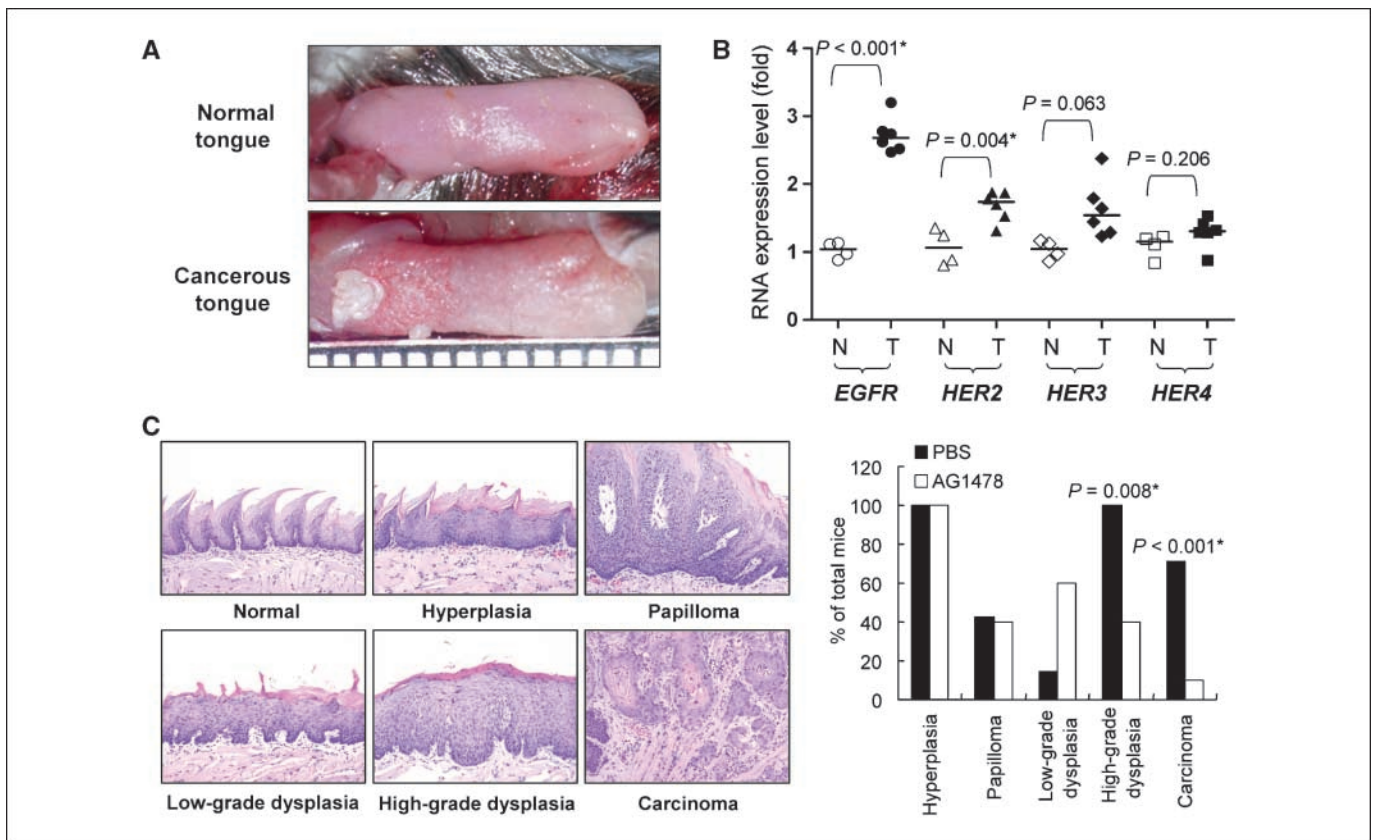 A
Normal
tongue
Cancerous
tongue
B
RNA expression level (fold)
4
3
2
1
0
P < 0.001*
P = 0.004*
P = 0.063
P = 0.206
N T N T N T N T
EGFR HER2 HER3 HER4
C
Normal
Hyperplasia
Papilloma
Low-grade dysplasia
High-grade dysplasia
Carcinoma
% of total mice
120
100
80
60
40
20
0
PBS
AG1478
P = 0.008*
P < 0.001*
Hyperplasia
Papilloma
Low-grade
dysplasia
High-grade
dysplasia
Carcinoma